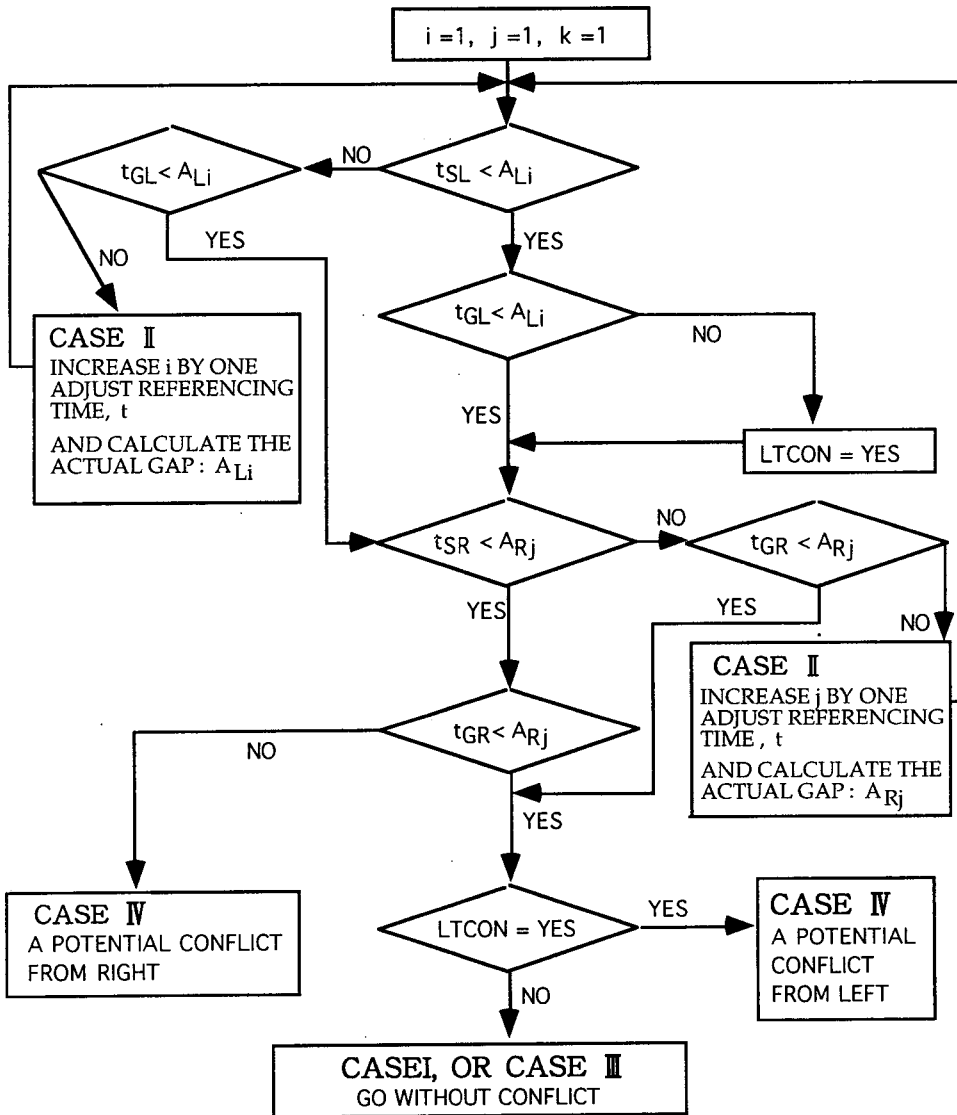 i =1, j =1, k =1
tSL < ALi
NO
tGL < ALi
YES
NO
YES
tGL < ALi
NO
CASE Ⅱ
INCREASE i BY ONE
ADJUST REFERENCING
TIME, t
AND CALCULATE THE
ACTUAL GAP : ALi
YES
LTCON = YES
tSR < ARj
NO
tGR < ARj
YES
YES
NO
CASE Ⅱ
INCREASE j BY ONE
ADJUST REFERENCING
TIME , t
AND CALCULATE THE
ACTUAL GAP : ARj
tGR < ARj
NO
YES
CASE Ⅳ
A POTENTIAL CONFLICT
FROM RIGHT
LTCON = YES
YES
CASE Ⅳ
A POTENTIAL
CONFLICT
FROM LEFT
NO
CASEI, OR CASE Ⅲ
GO WITHOUT CONFLICT